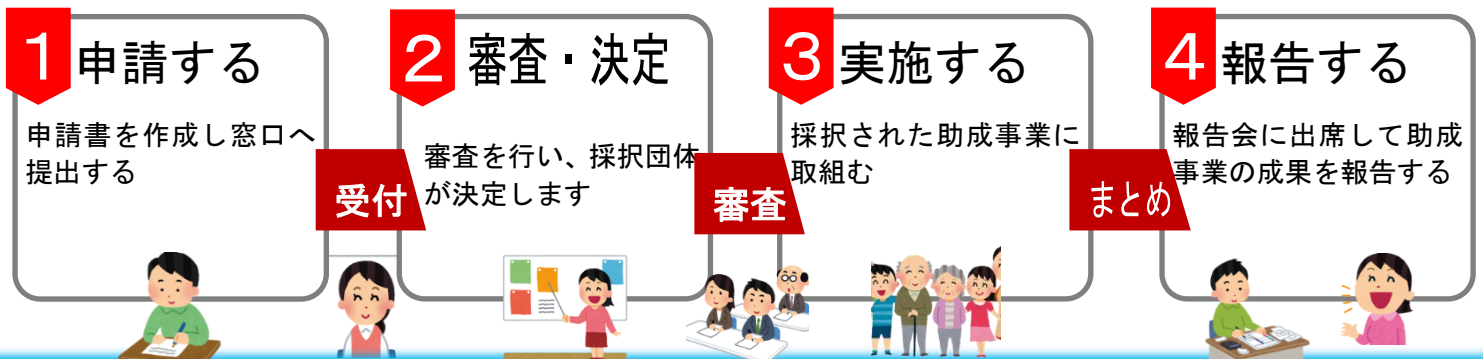 1 申請する
申請書を作成し窓口へ
提出する
受付
2 審査・決定
審査を行い、採択団体
が決定します
審査
3 実施する
採択された助成事業に
取組む
まとめ
4 報告する
報告会に出席して助成
事業の成果を報告する